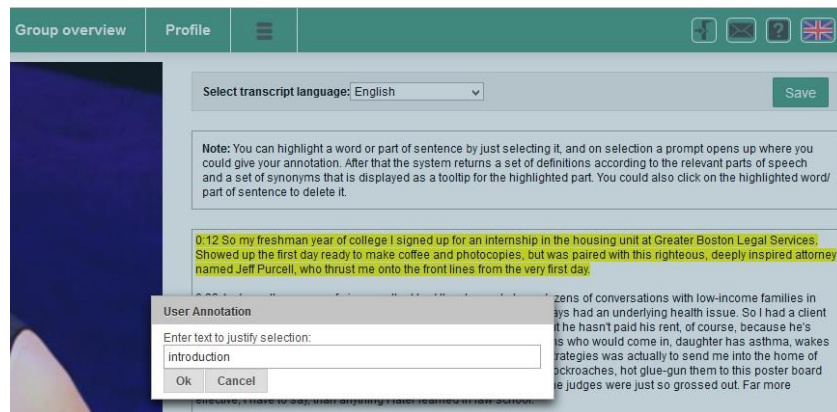 Group overview Profile
Select transcript language: English Save
Note: You can highlight a word or part of sentence by just selecting it, and on selection a prompt opens up where you
could give your annotation. After that the system returns a set of definitions according to the relevant parts of speech
and a set of synonyms that is displayed as a tooltip for the highlighted part. You could also click on the highlighted word/
part of sentence to delete it.
0:12 So my freshman year of college I signed up for an internship in the housing unit at Greater Boston Legal Services.
Showed up the first day ready to make coffee and photocopies, but was paired with this righteous, deeply inspired attorney
named Jeff Purcell, who thrust me onto the front lines from the very first day.
zens of conversations with low-income families in
User Annotation
ays had an underlying health issue. So I had a client
Enter text to justify selection:
he hasn't paid his rent, of course, because he's
introduction
s who would come in, daughter has asthma, wakes
rategies was actually to send me into the home of
Ok Cancel
ockroaches, hot glue-gun them to this poster board
e judges were just so grossed out. Far more
effective, I have to say, than anything I later learned in law school.